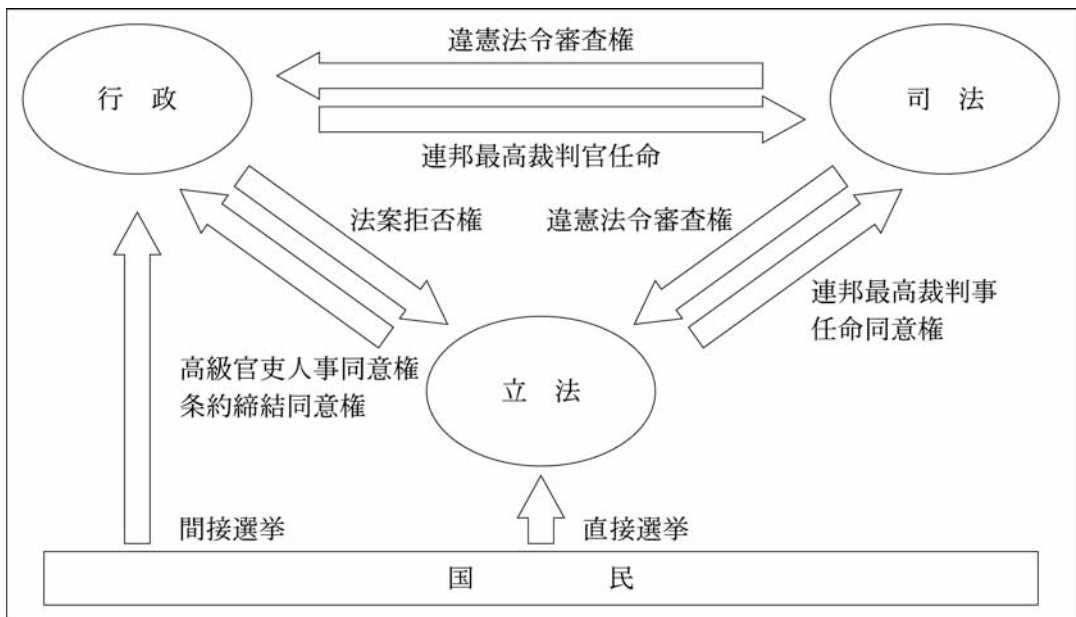 違憲法令審査権
行　政
司　法
連邦最高裁判官任命
法案拒否権
違憲法令審査権
連邦最高裁判事
任命同意権
高級官吏人事同意権
条約締結同意権
立　法
間接選挙
直接選挙
国　　　　民